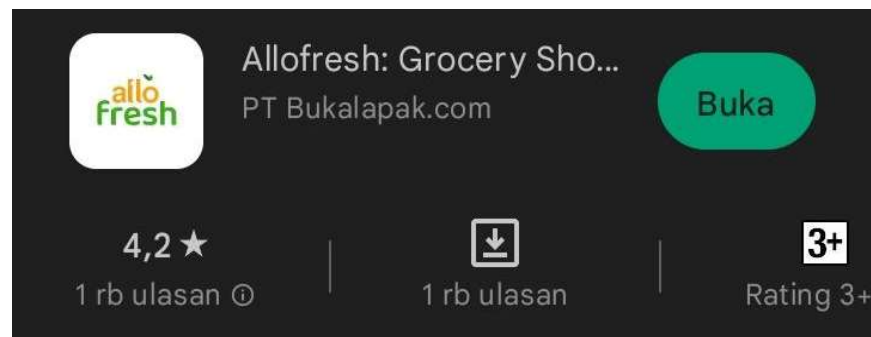 allo
fresh
Allofresh: Grocery Sho...
PT Bukalapak.com
Buka
4,2 ★
1 rb ulasan
1 rb ulasan
3+
Rating 3+